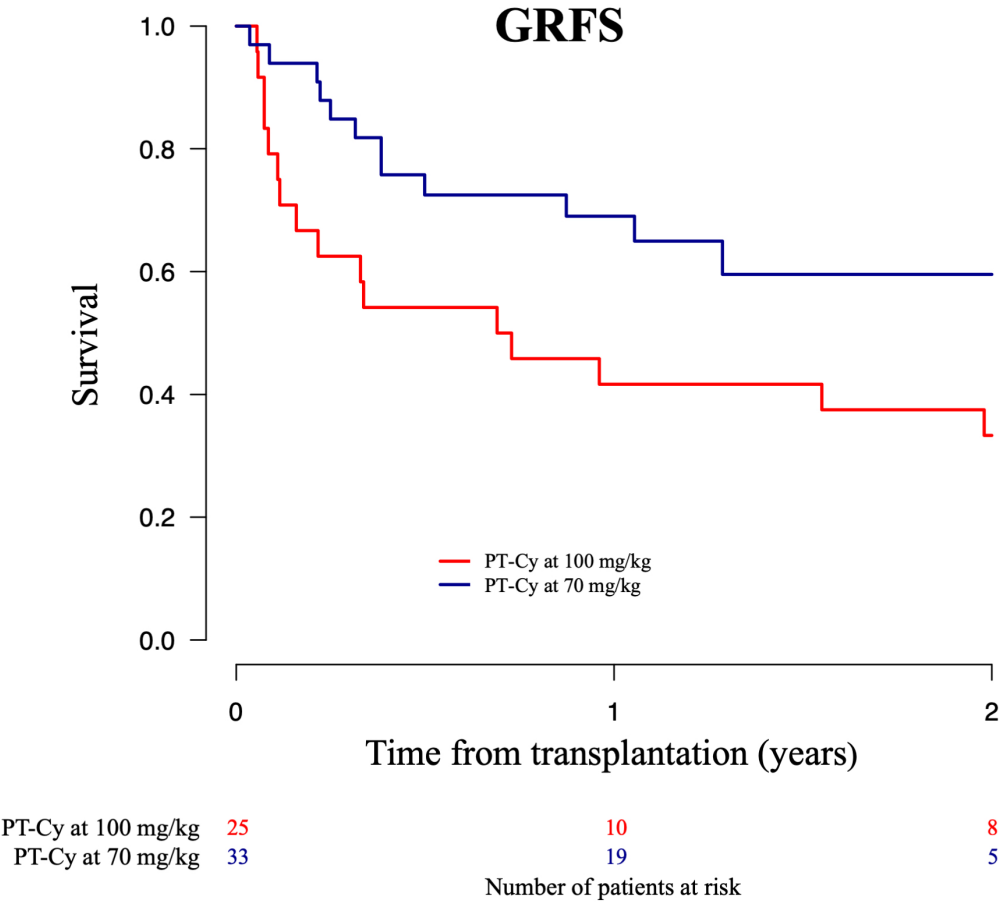 GRFS
1.0
0.8
0.6
0.4
0.2
0.0
Survival
PT-Cy at 100 mg/kg
PT-Cy at 70 mg/kg
0 1 2
Time from transplantation (years)
PT-Cy at 100 mg/kg 25 10 8
PT-Cy at 70 mg/kg 33 19 5
Number of patients at risk